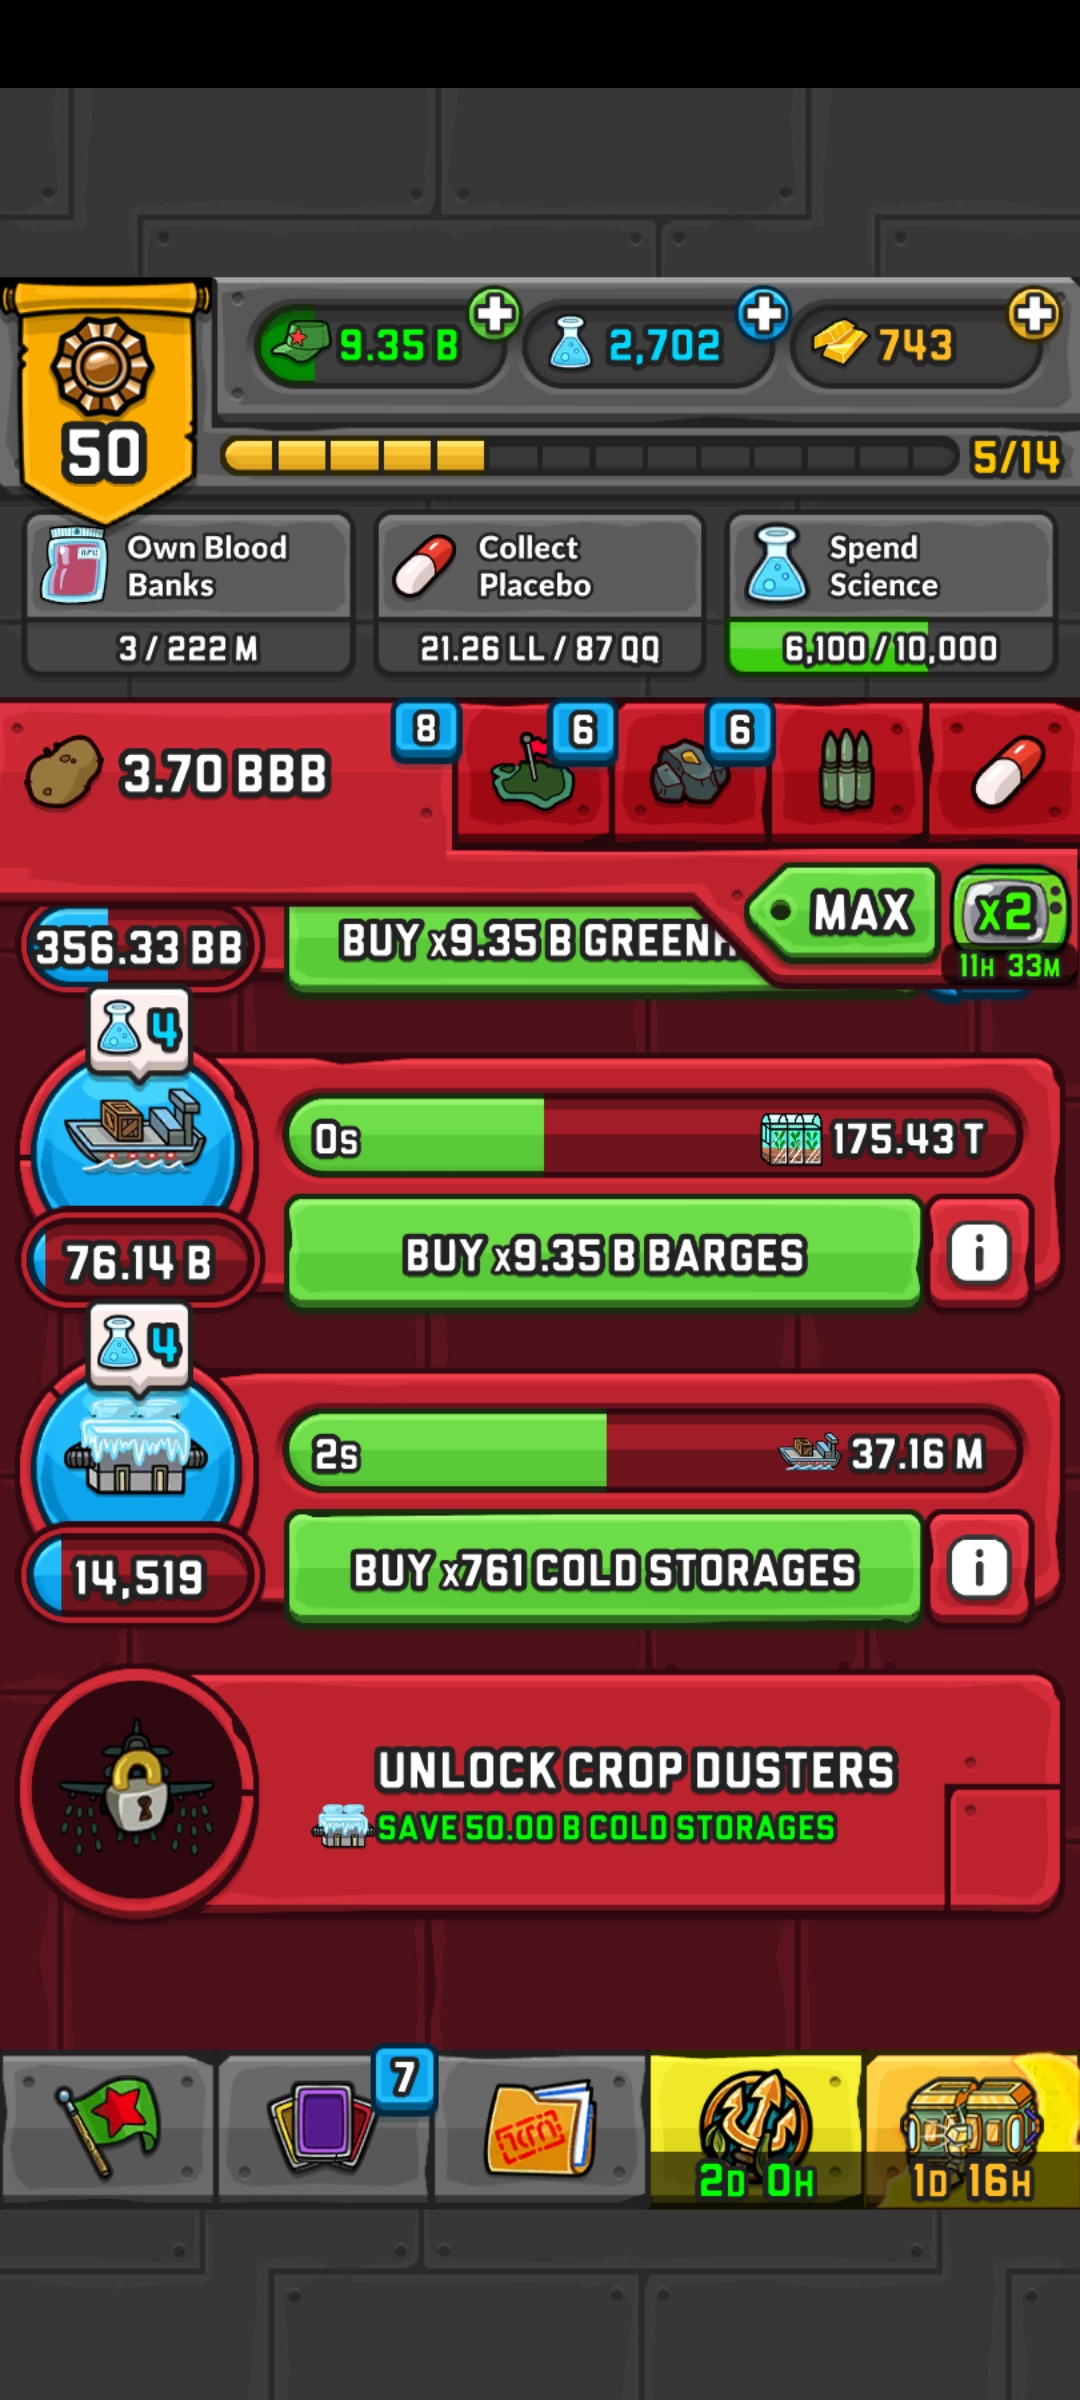 9.35 B
2,702
743
50
5/14
Own Blood
Banks
3 / 222 M
Collect
Placebo
21.26 LL / 87 QQ
Spend
Science
6,100 / 10,000
3.70 BBB
8
6
6
MAX
x2
11H 33M
356.33 BB
BUY x9.35 B GREENH
4
0s
175.43 T
76.14 B
BUY x9.35 B BARGES
i
4
2s
37.16 M
14,519
BUY x761 COLD STORAGES
i
UNLOCK CROP DUSTERS
SAVE 50.00 B COLD STORAGES
7
2D 0H
1D 16H